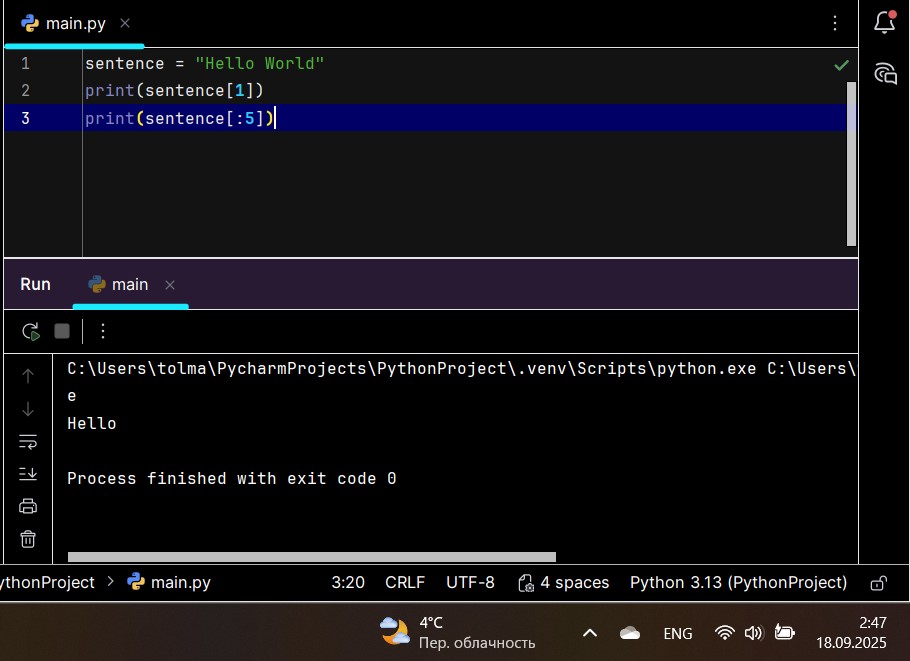 main.py
1 sentence = "Hello World"
2 print(sentence[1])
3 print(sentence[:5])
Run main
C:\Users\tolma\PycharmProjects\PythonProject\.venv\Scripts\python.exe C:\Users\
e
Hello
Process finished with exit code 0
ythonProject > main.py 3:20 CRLF UTF-8 4 spaces Python 3.13 (PythonProject)
4°C
Пер. облачность
ENG
2:47
18.09.2025